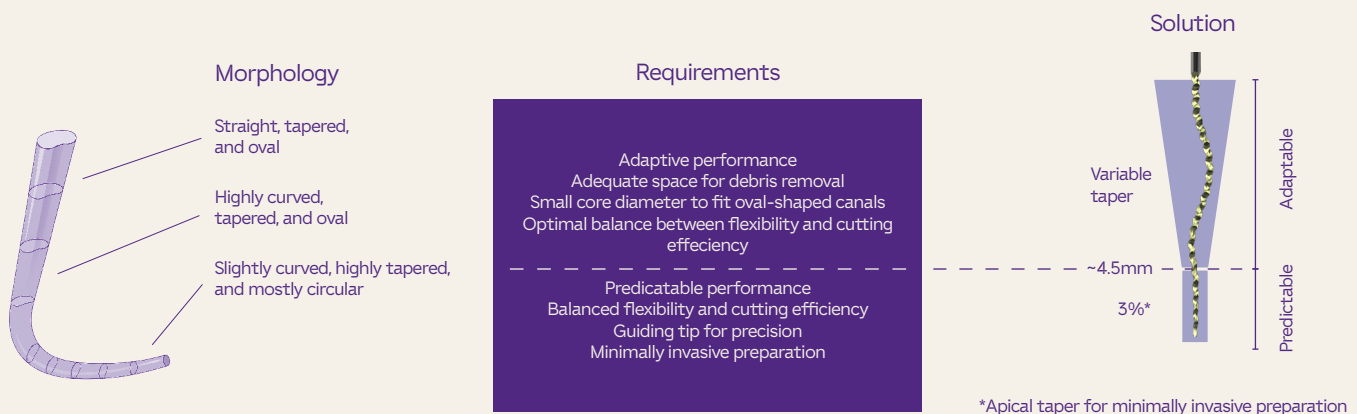 Morphology
Straight, tapered,
and oval
Highly curved,
tapered, and oval
Slightly curved, highly tapered,
and mostly circular
Requirements
Adaptive performance
Adequate space for debris removal
Small core diameter to fit oval-shaped canals
Optimal balance between flexibility and cutting
effeciency
Predicatable performance
Balanced flexibility and cutting efficiency
Guiding tip for precision
Minimally invasive preparation
Solution
Variable
taper
~4.5mm
3%*
Adaptable
Predictable
*Apical taper for minimally invasive preparation